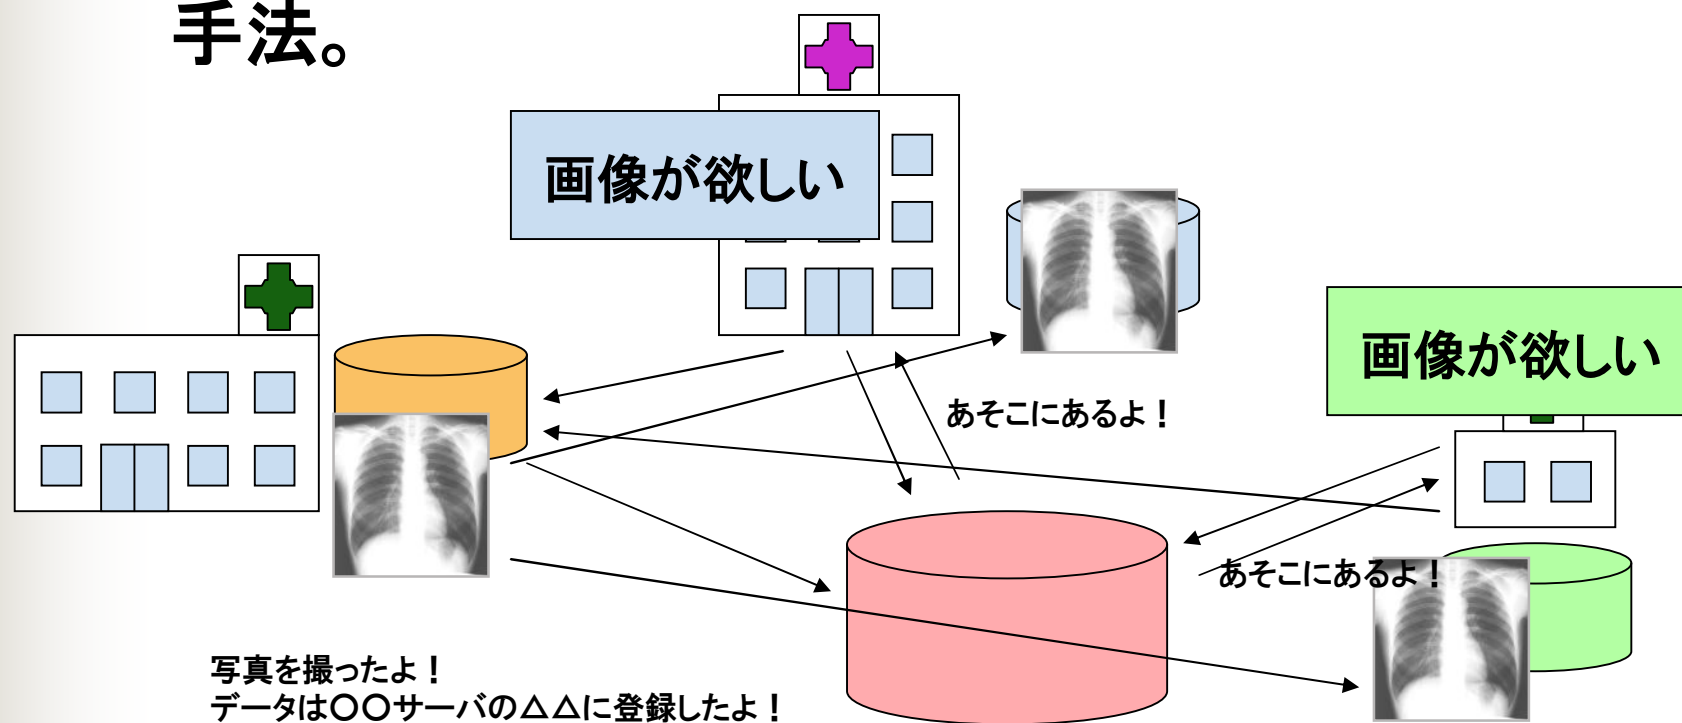 手法。
画像が欲しい
画像が欲しい
あそこにあるよ！
あそこにあるよ！
写真を撮ったよ！
データは〇〇サーバの△△に登録したよ！